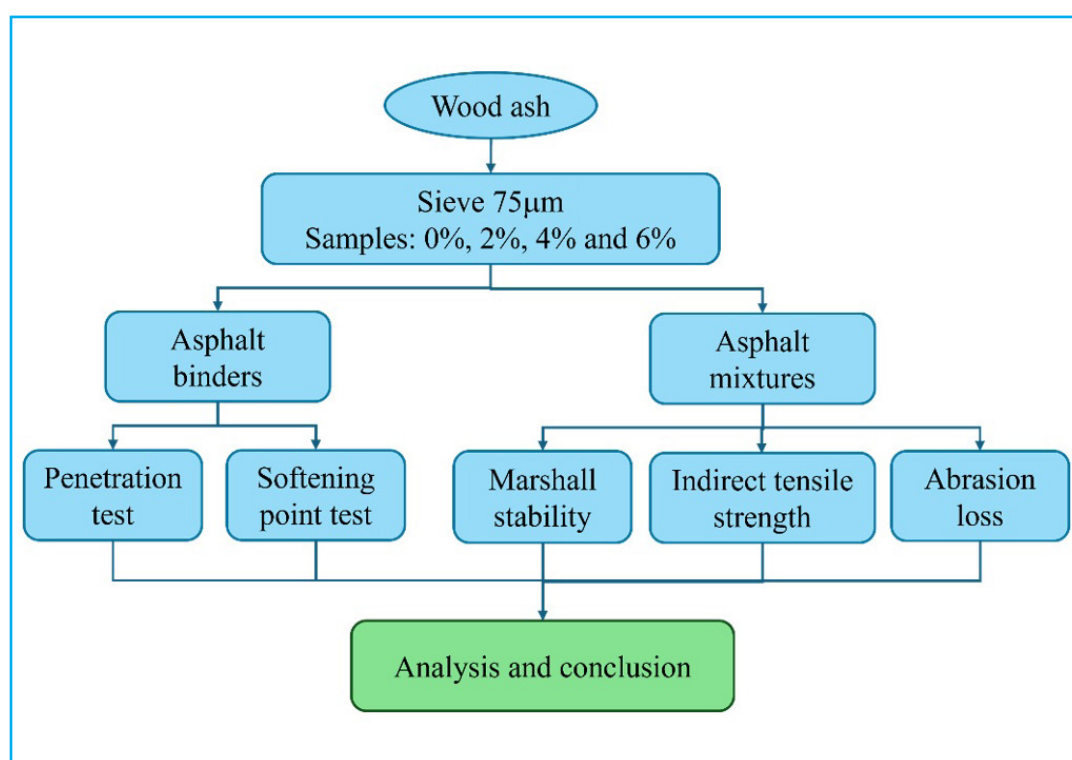 Wood ash
Sieve 75μm
Samples: 0%, 2%, 4% and 6%
Asphalt
binders
Asphalt
mixtures
Penetration
test
Softening
point test
Marshall
stability
Indirect tensile
strength
Abrasion
loss
Analysis and conclusion